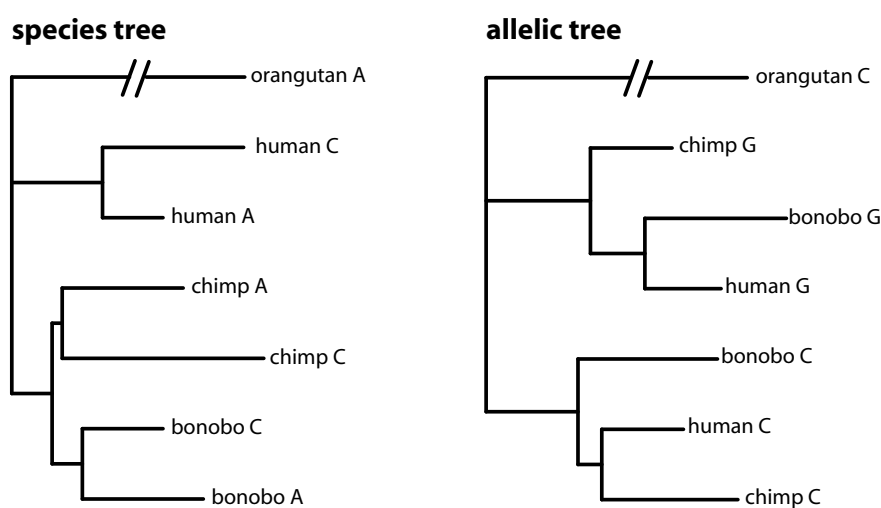 species tree
orangutan A
human C
human A
chimp A
chimp C
bonobo C
bonobo A
allelic tree
orangutan C
chimp G
bonobo G
human G
bonobo C
human C
chimp C